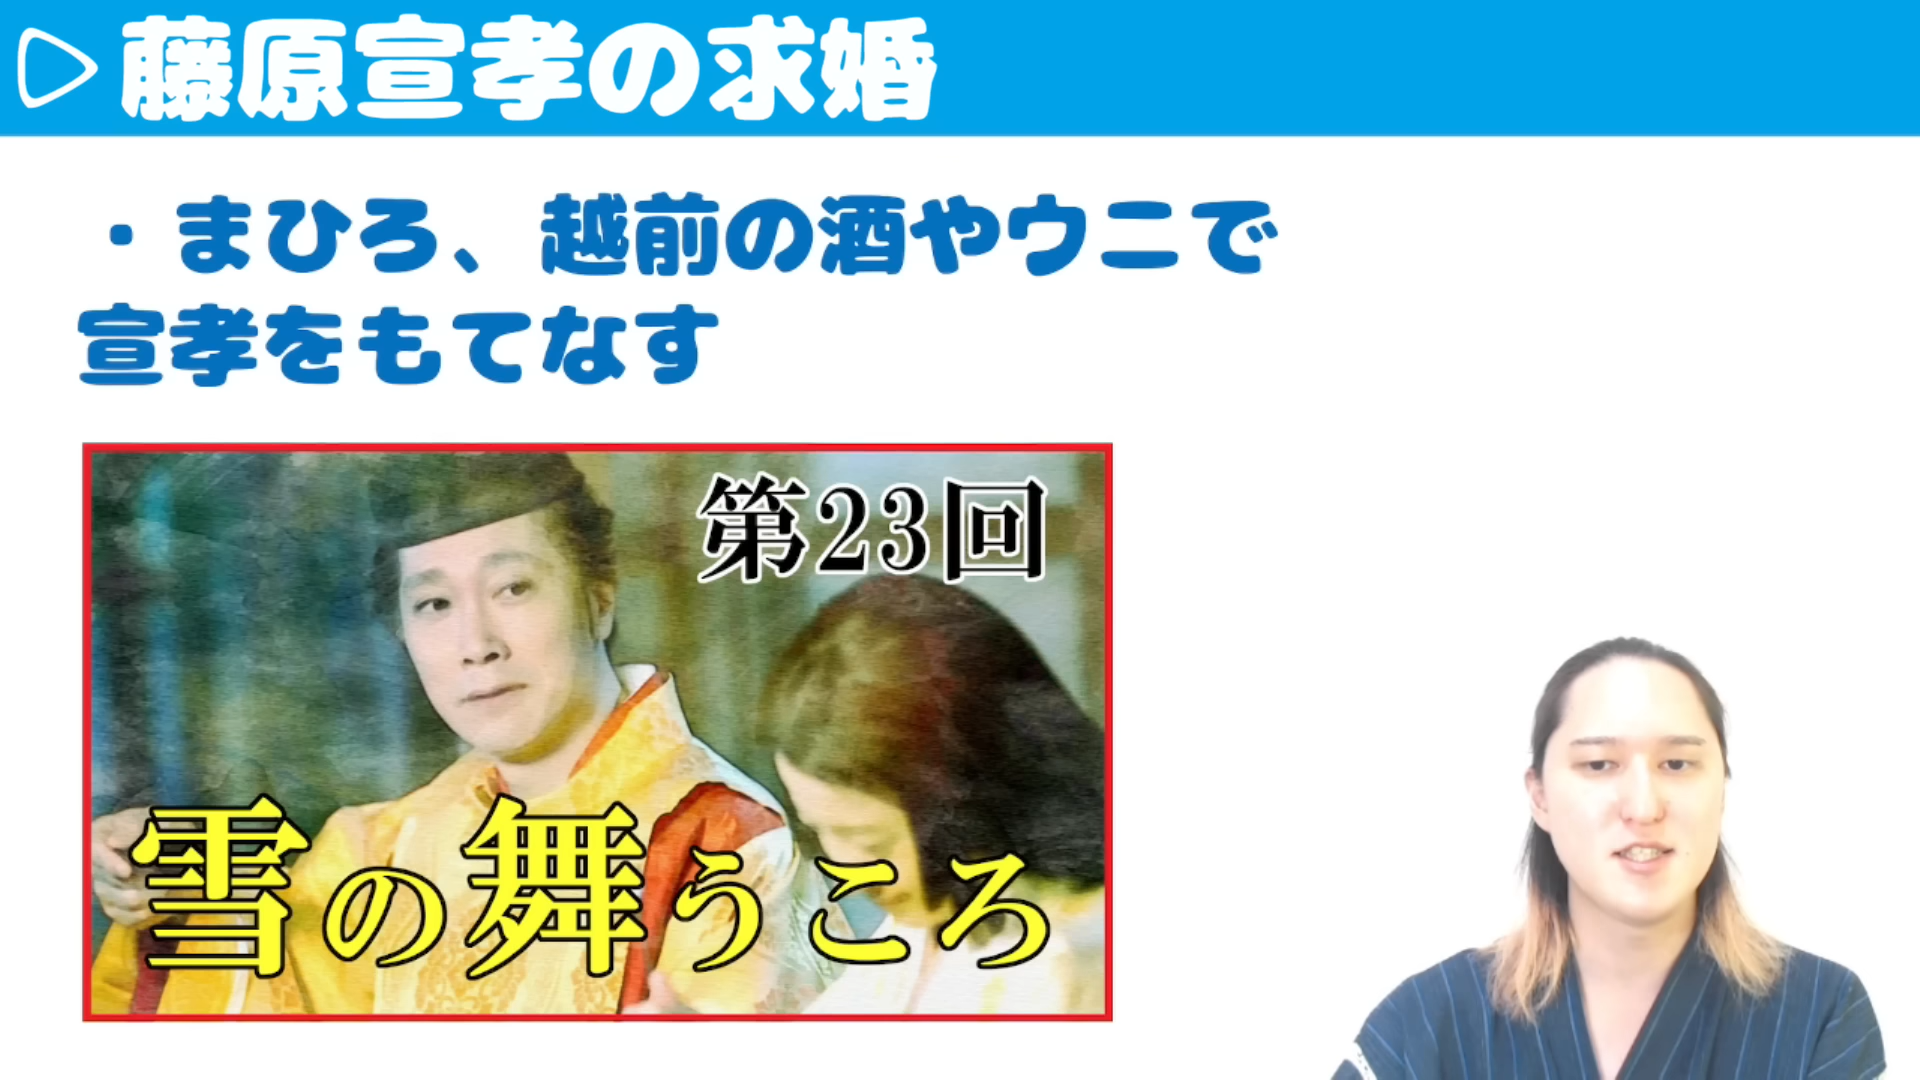 藤原宣孝の求婚
・まひろ、越前の酒やウニで
宣孝をもてなす
第23回
雪の舞うころ